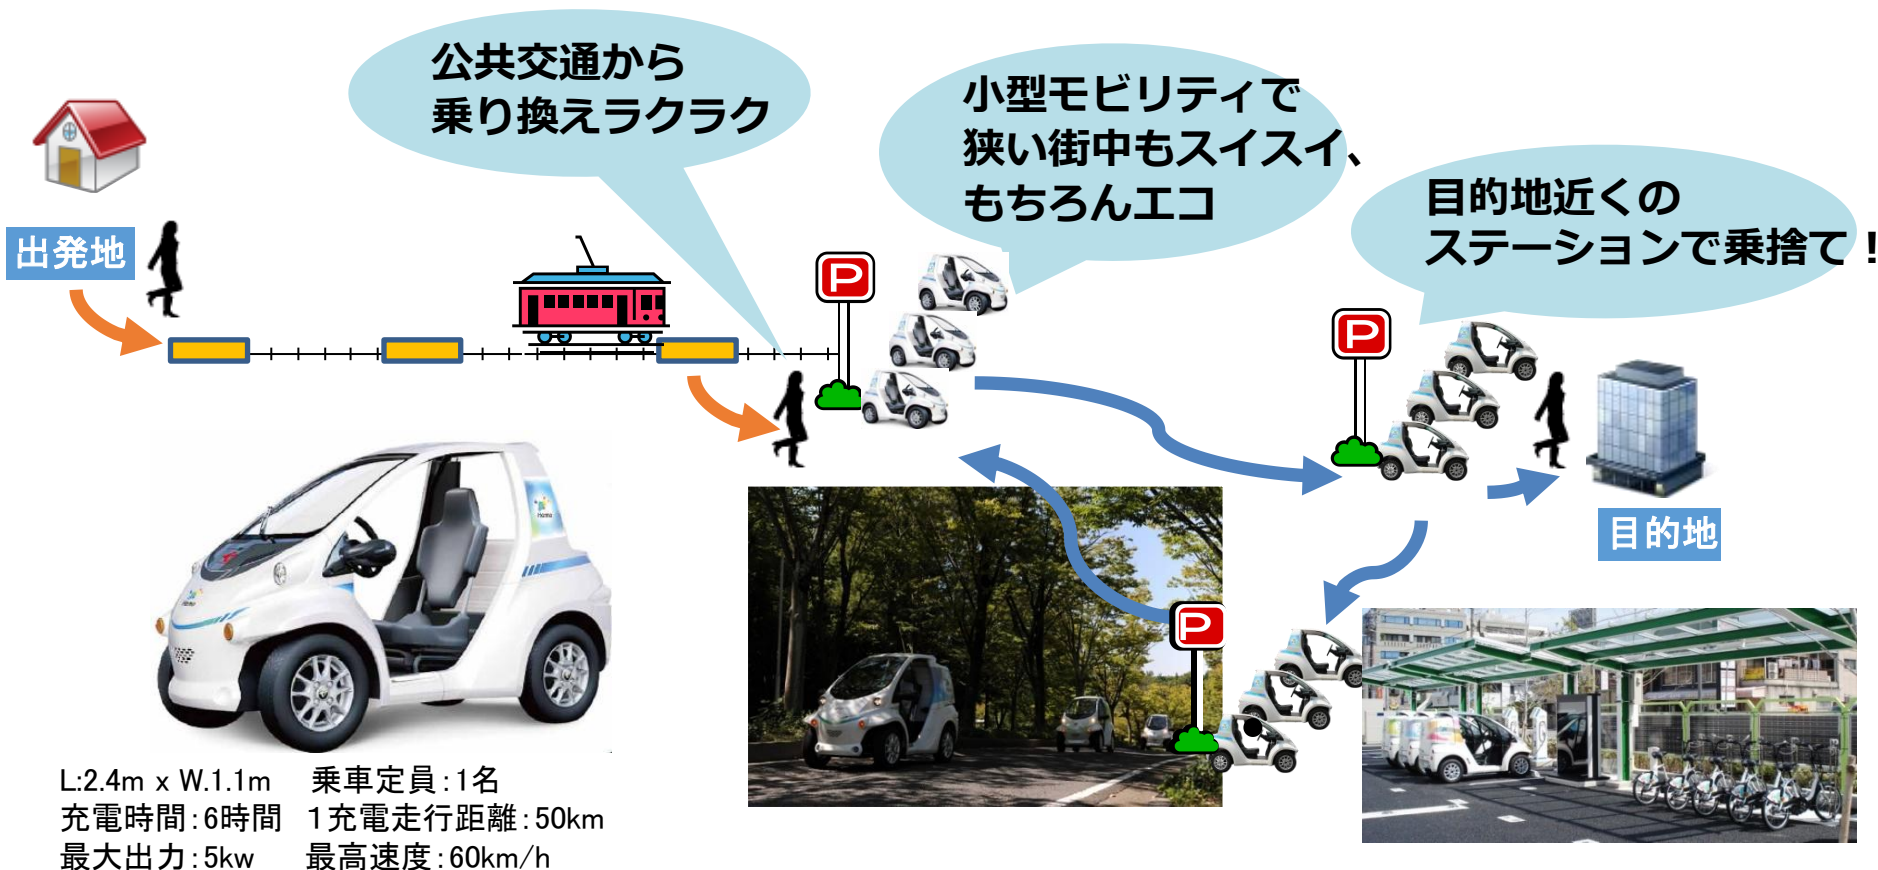 公共交通から
乗り換えラクラク
小型モビリティで
狭い街中もスイスイ、
もちろんエコ
目的地近くの
ステーションで乗捨て！
出発地
P
P
目的地
P
L:2.4m x W.1.1m 乗車定員:1名
充電時間:6時間 1充電走行距離:50km
最大出力:5kw 最高速度:60km/h